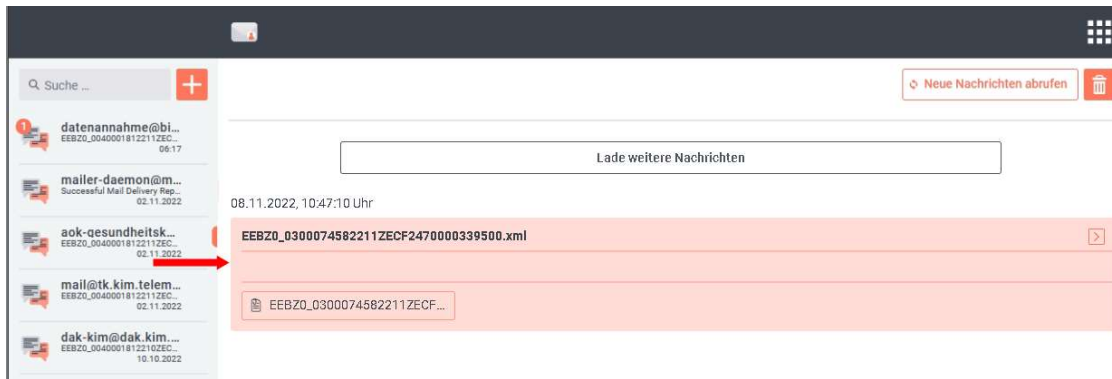 Suche ...
Neue Nachrichten abrufen
1
datenannahme@bi...
EEBZ0_0040001812211ZEC...
06:17
mailer-daemon@m...
Successful Mail Delivery Rep...
02.11.2022
aok-gesundheitsk...
EEBZ0_0040001812211ZEC...
02.11.2022
mail@tk.kim.telem...
EEBZ0_0040001812211ZEC...
02.11.2022
dak-kim@dak.kim....
EEBZ0_0040001812210ZEC...
10.10.2022
Lade weitere Nachrichten
08.11.2022, 10:47:10 Uhr
EEBZ0_0300074582211ZECF2470000339500.xml
EEBZ0_0300074582211ZECF...